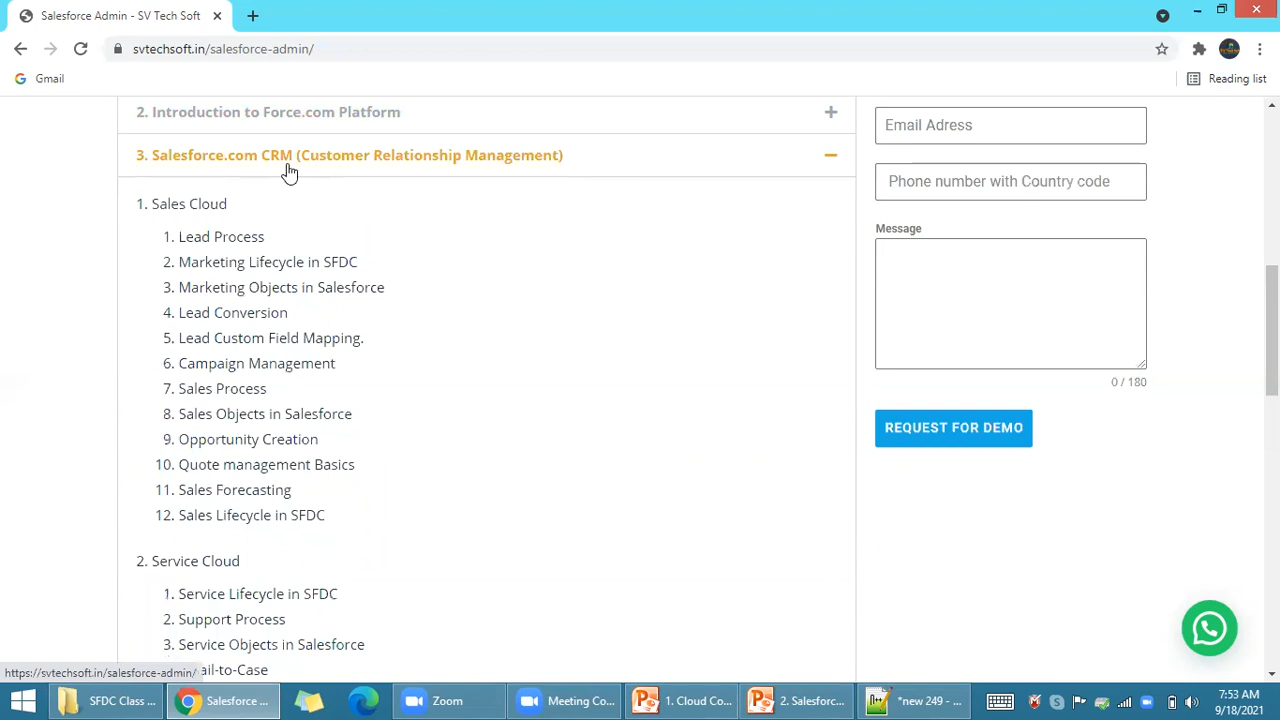 Salesforce Admin - SV Tech Soft
svtechsoft.in/salesforce-admin/
Gmail
Reading list
2. Introduction to Force.com Platform
3. Salesforce.com CRM (Customer Relationship Management)
1. Sales Cloud
1. Lead Process
2. Marketing Lifecycle in SFDC
3. Marketing Objects in Salesforce
4. Lead Conversion
5. Lead Custom Field Mapping.
6. Campaign Management
7. Sales Process
8. Sales Objects in Salesforce
9. Opportunity Creation
10. Quote management Basics
11. Sales Forecasting
12. Sales Lifecycle in SFDC
2. Service Cloud
1. Service Lifecycle in SFDC
2. Support Process
3. Service Objects in Salesforce
ail-to-Case
Email Adress
Phone number with Country code
Message
0 / 180
REQUEST FOR DEMO
https://svtechsoft.in/salesforce-admin/
SFDC Class ...
Salesforce ...
Zoom
Meeting Co...
1. Cloud Co...
2. Salesforc...
*new 249 - ...
7:53 AM
9/18/2021